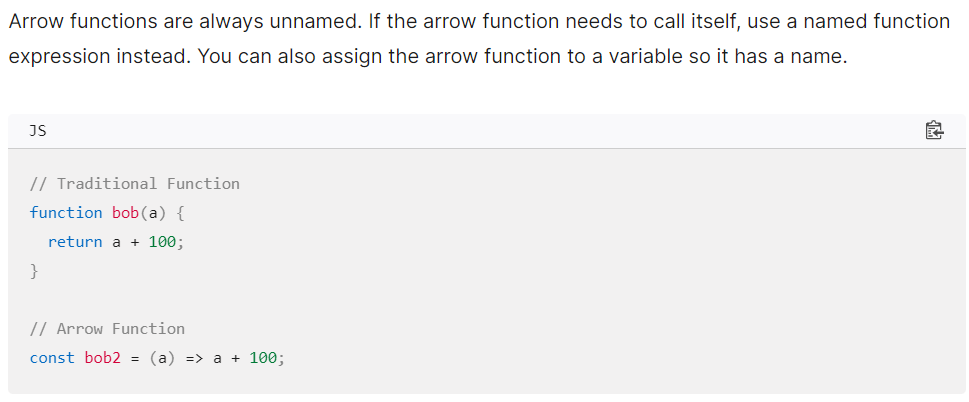 Arrow functions are always unnamed. If the arrow function needs to call itself, use a named function
expression instead. You can also assign the arrow function to a variable so it has a name.
JS
// Traditional Function
function bob(a) {
  return a + 100;
}
// Arrow Function
const bob2 = (a) => a + 100;